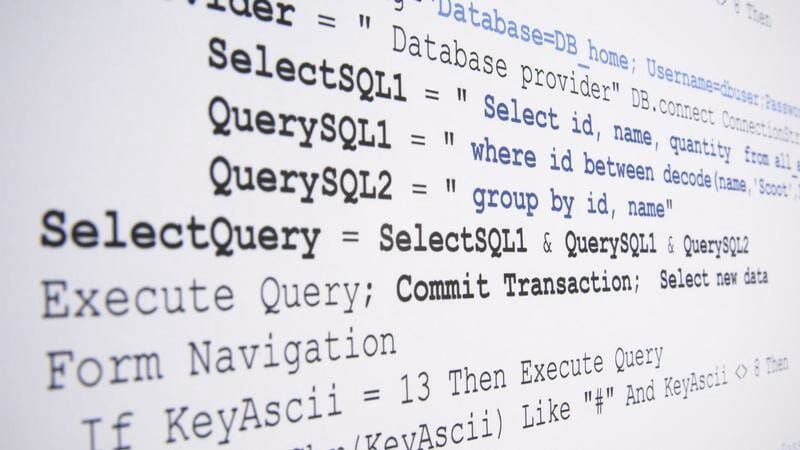 = " Database=DB_home; Username=dbuser;
= " Database provider" DB.connect
SelectSQL1 = " Select id, name, quantity from
QuerySQL1 = " where id between decode(name,'Scoot'
QuerySQL2 = " group by id, name"
SelectQuery = SelectSQL1 & QuerySQL1 & QuerySQL2
Execute Query; Commit Transaction; Select new data
Form Navigation
If KeyAscii = 13 Then Execute Query
(KeyAscii) Like "#" And KeyAscii <> 8 Then